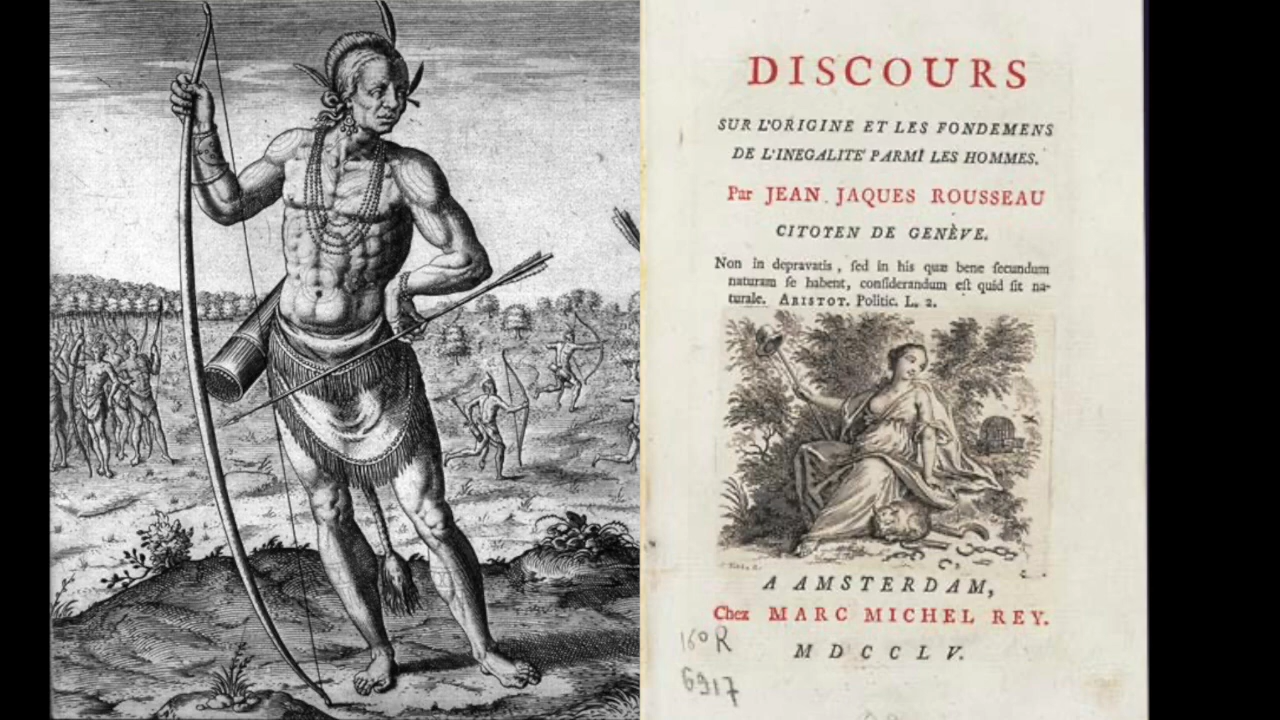 DISCOURS
SUR L'ORIGINE ET LES FONDEMENS
DE L'INEGALITE' PARMI LES HOMMES.
Par JEAN JAQUES ROUSSEAU
CITOTEN DE GENÈVE.
Non in depravatis, ſed in his quæ bene ſecundum
naturam ſe habent, conſiderandum eſt quid ſit na-
turale. ARISTOT. Politic. L. 2.
A AMSTERDAM,
Chez MARC MICHEL REY.
MDCCLV.
160 R
6917